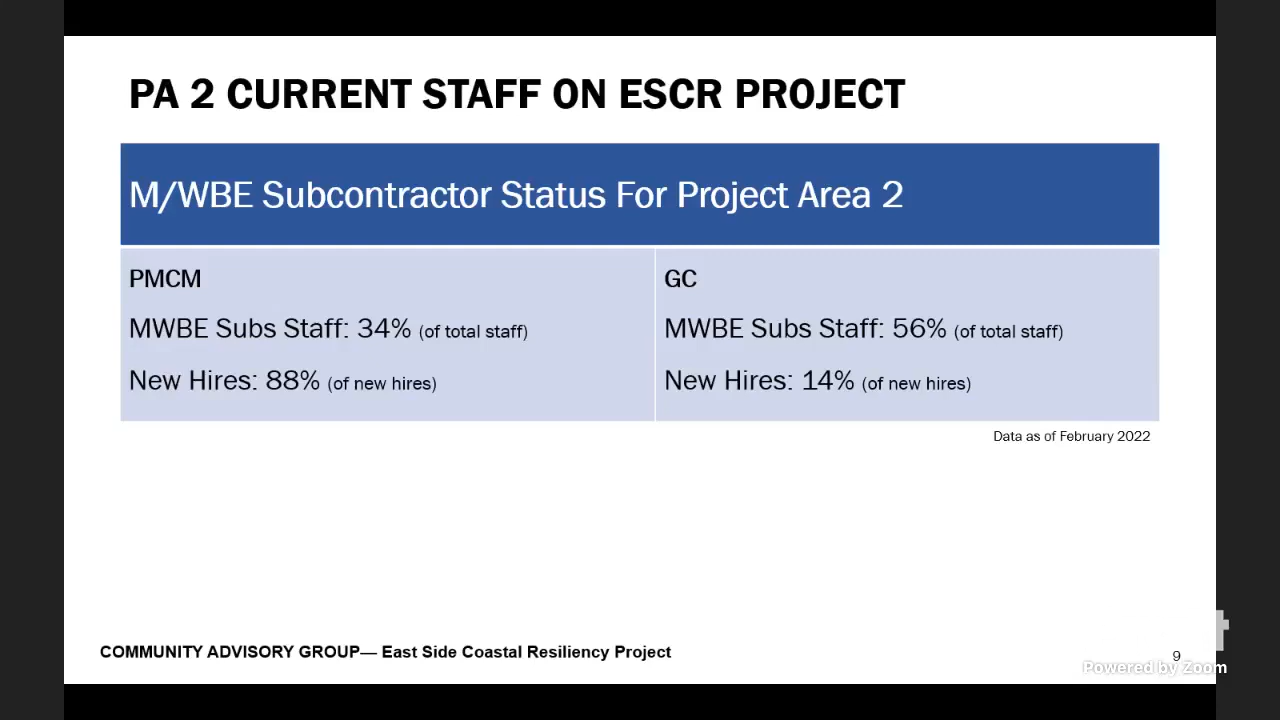 PA 2 CURRENT STAFF ON ESCR PROJECT
M/WBE Subcontractor Status For Project Area 2
PMCM
MWBE Subs Staff: 34% (of total staff)
New Hires: 88% (of new hires)
GC
MWBE Subs Staff: 56% (of total staff)
New Hires: 14% (of new hires)
Data as of February 2022
COMMUNITY ADVISORY GROUP— East Side Coastal Resiliency Project
9
Powered by Zoom